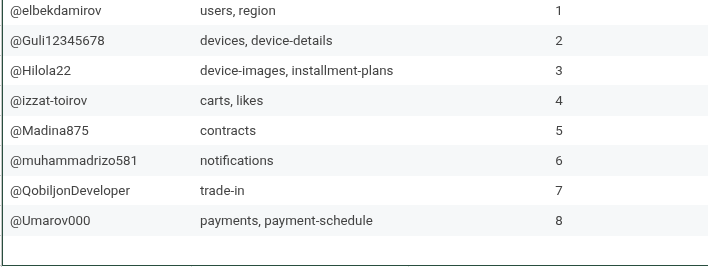 @elbekdamirov users, region 1
@Guli12345678 devices, device-details 2
@Hilola22 device-images, installment-plans 3
@izzat-toirov carts, likes 4
@Madina875 contracts 5
@muhammadrizo581 notifications 6
@QobiljonDeveloper trade-in 7
@Umarov000 payments, payment-schedule 8